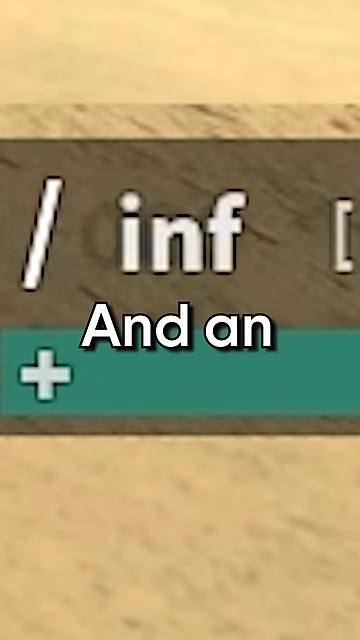 / inf [
And an
+